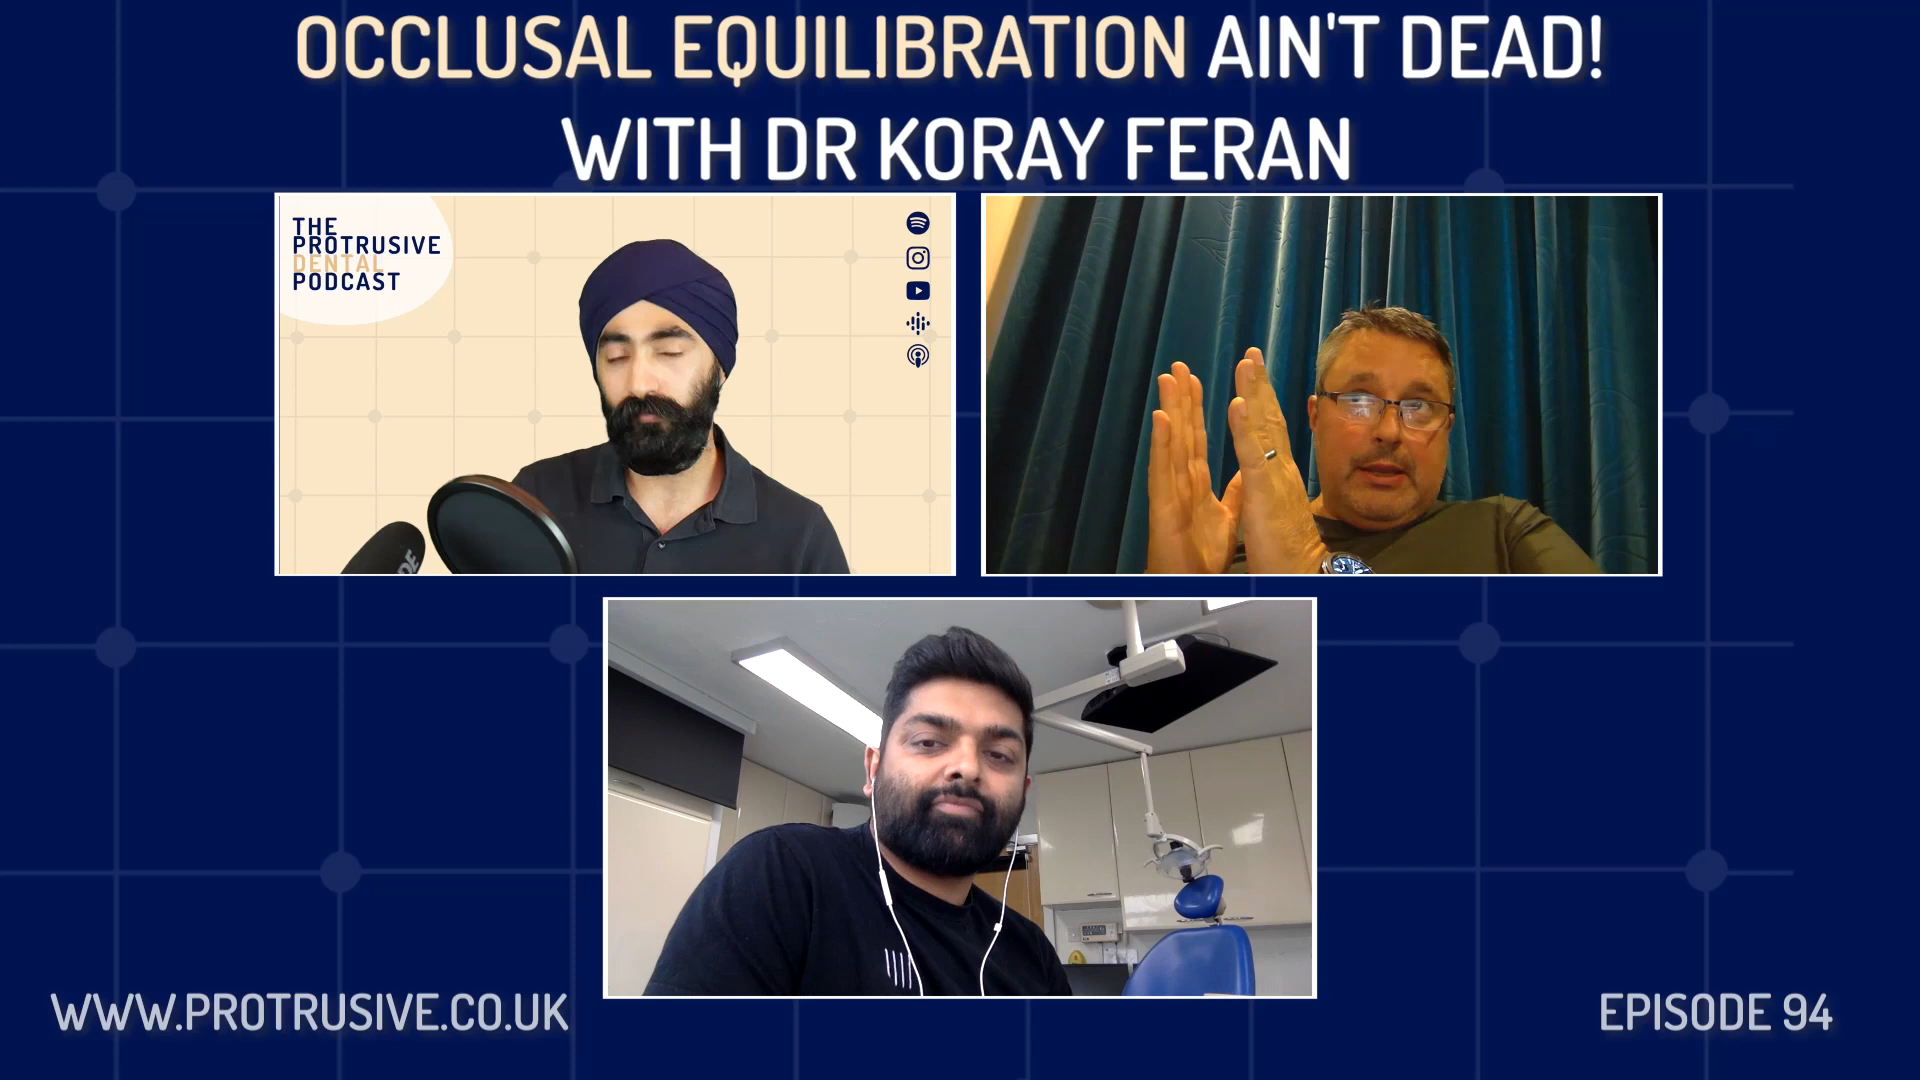 OCCLUSAL EQUILIBRATION AIN'T DEAD!
WITH DR KORAY FERAN
THE
PROTRUSIVE
DENTAL
PODCAST
WWW.PROTRUSIVE.CO.UK
EPISODE 94